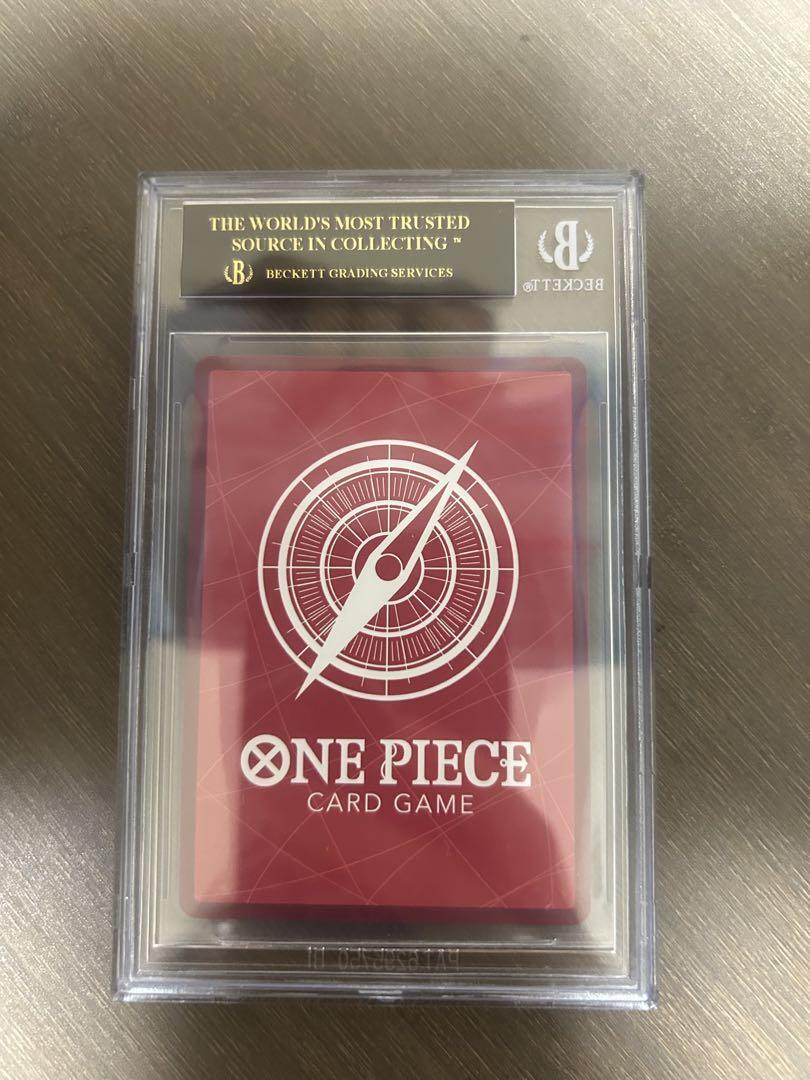 THE WORLD'S MOST TRUSTED
SOURCE IN COLLECTING ™
B BECKETT GRADING SERVICES
B
BECKETT®
ONE PIECE
CARD GAME